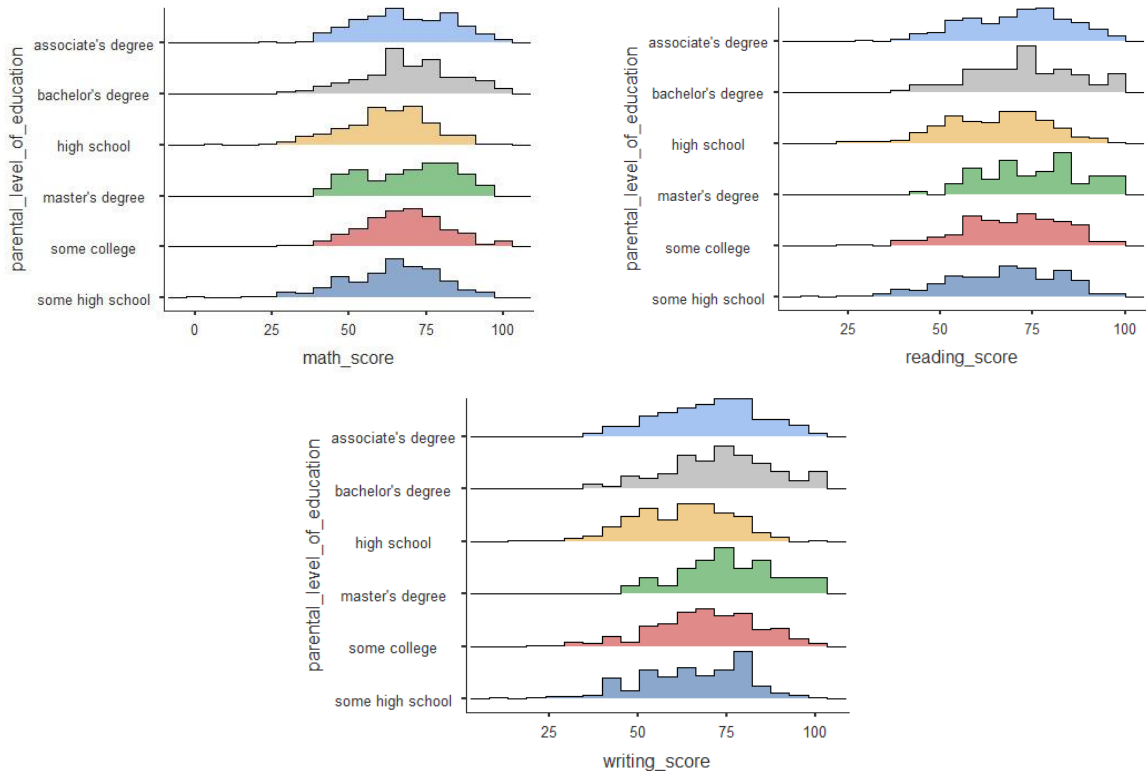 parental_level_of_education
associate's degree
bachelor's degree
high school
master's degree
some college
some high school
0 25 50 75 100
math_score
parental_level_of_education
associate's degree
bachelor's degree
high school
master's degree
some college
some high school
25 50 75 100
reading_score
parental_level_of_education
associate's degree
bachelor's degree
high school
master's degree
some college
some high school
25 50 75 100
writing_score